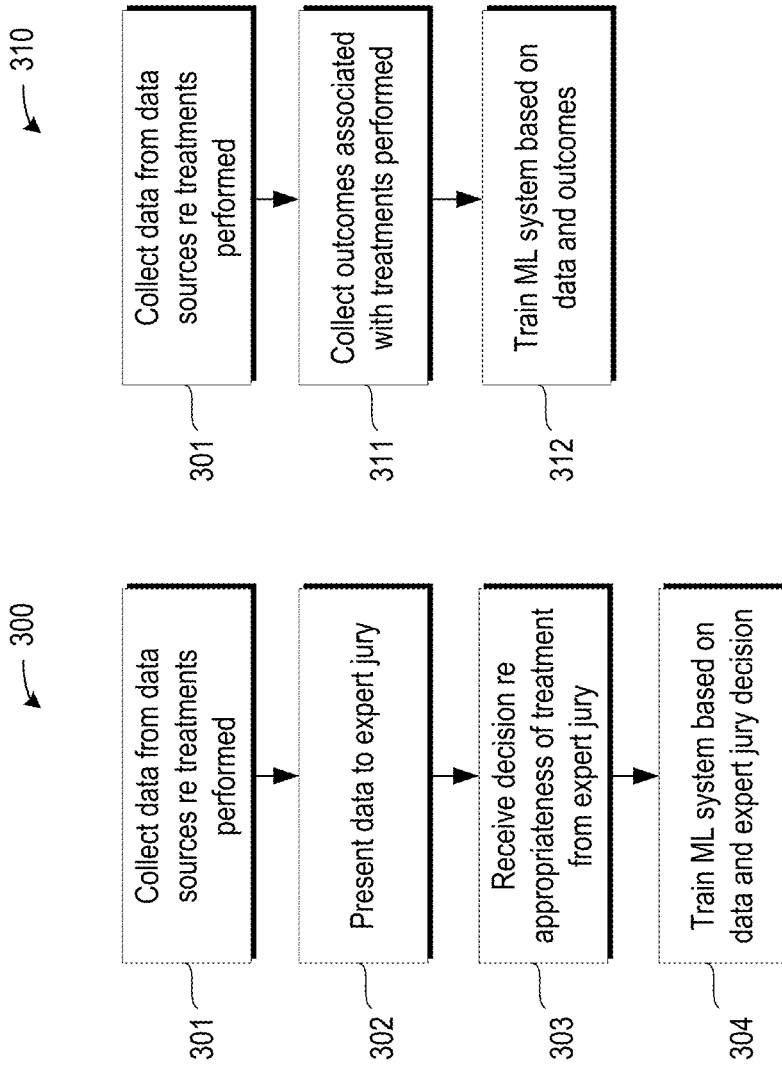 300
301
Collect data from data
sources re treatments
performed
302
Present data to expert jury
303
Receive decision re
appropriateness of treatment
from expert jury
304
Train ML system based on
data and expert jury decision
310
301
Collect data from data
sources re treatments
performed
311
Collect outcomes associated
with treatments performed
312
Train ML system based on
data and outcomes